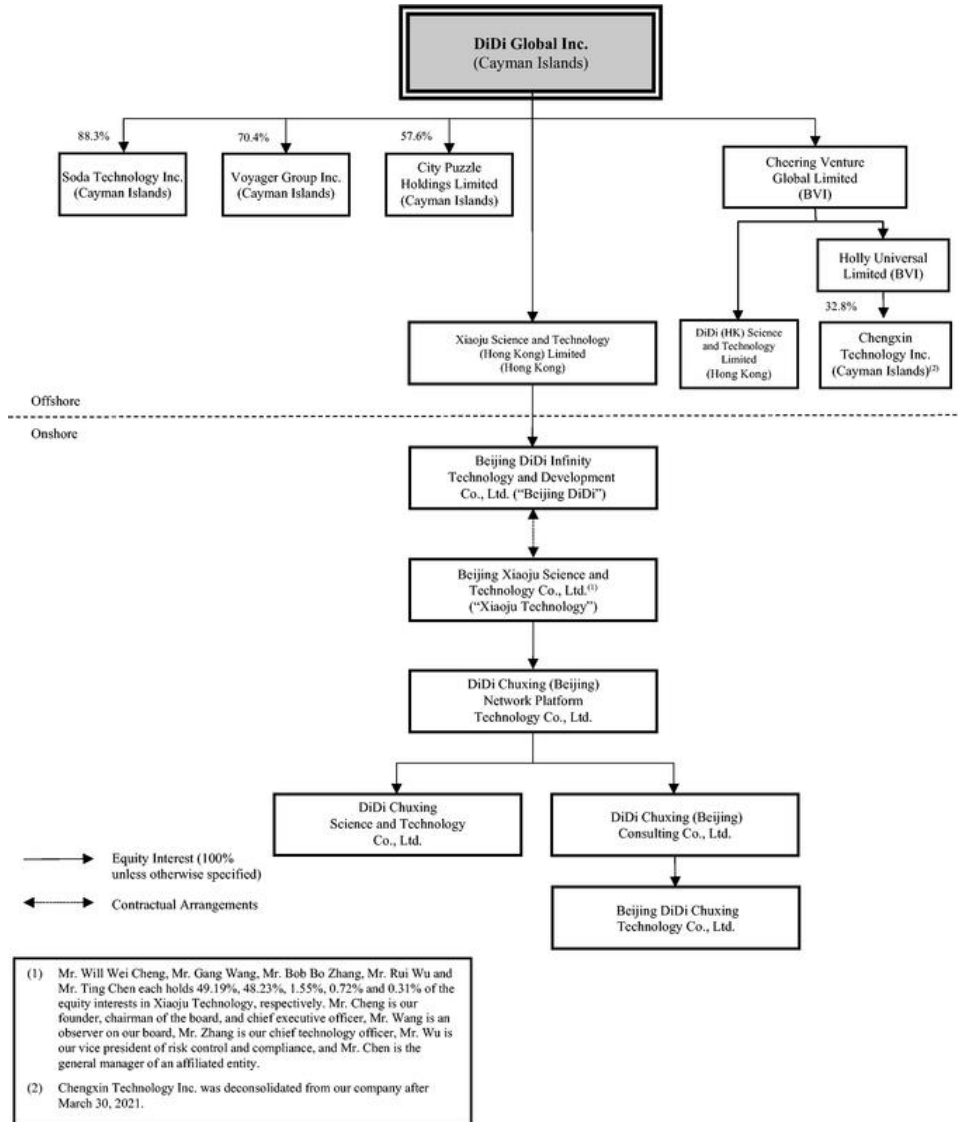 DiDi Global Inc.
(Cayman Islands)
88.3%
70.4%
57.6%
Soda Technology Inc.
(Cayman Islands)
Voyager Group Inc.
(Cayman Islands)
City Puzzle
Holdings Limited
(Cayman Islands)
Cheering Venture
Global Limited
(BVI)
Holly Universal
Limited (BVI)
32.8%
Xiaoju Science and Technology
(Hong Kong) Limited
(Hong Kong)
DiDi (HK) Science
and Technology
Limited
(Hong Kong)
Chengxin
Technology Inc.
(Cayman Islands)(2)
Offshore
Onshore
Beijing DiDi Infinity
Technology and Development
Co., Ltd. (“Beijing DiDi”)
Beijing Xiaoju Science and
Technology Co., Ltd.(1)
(“Xiaoju Technology”)
DiDi Chuxing (Beijing)
Network Platform
Technology Co., Ltd.
DiDi Chuxing
Science and Technology
Co., Ltd.
DiDi Chuxing (Beijing)
Consulting Co., Ltd.
Beijing DiDi Chuxing
Technology Co., Ltd.
Equity Interest (100%
unless otherwise specified)
Contractual Arrangements
(1) Mr. Will Wei Cheng, Mr. Gang Wang, Mr. Bob Bo Zhang, Mr. Rui Wu and
Mr. Ting Chen each holds 49.19%, 48.23%, 1.55%, 0.72% and 0.31% of the
equity interests in Xiaoju Technology, respectively. Mr. Cheng is our
founder, chairman of the board, and chief executive officer, Mr. Wang is an
observer on our board, Mr. Zhang is our chief technology officer, Mr. Wu is
our vice president of risk control and compliance, and Mr. Chen is the
general manager of an affiliated entity.
(2) Chengxin Technology Inc. was deconsolidated from our company after
March 30, 2021.